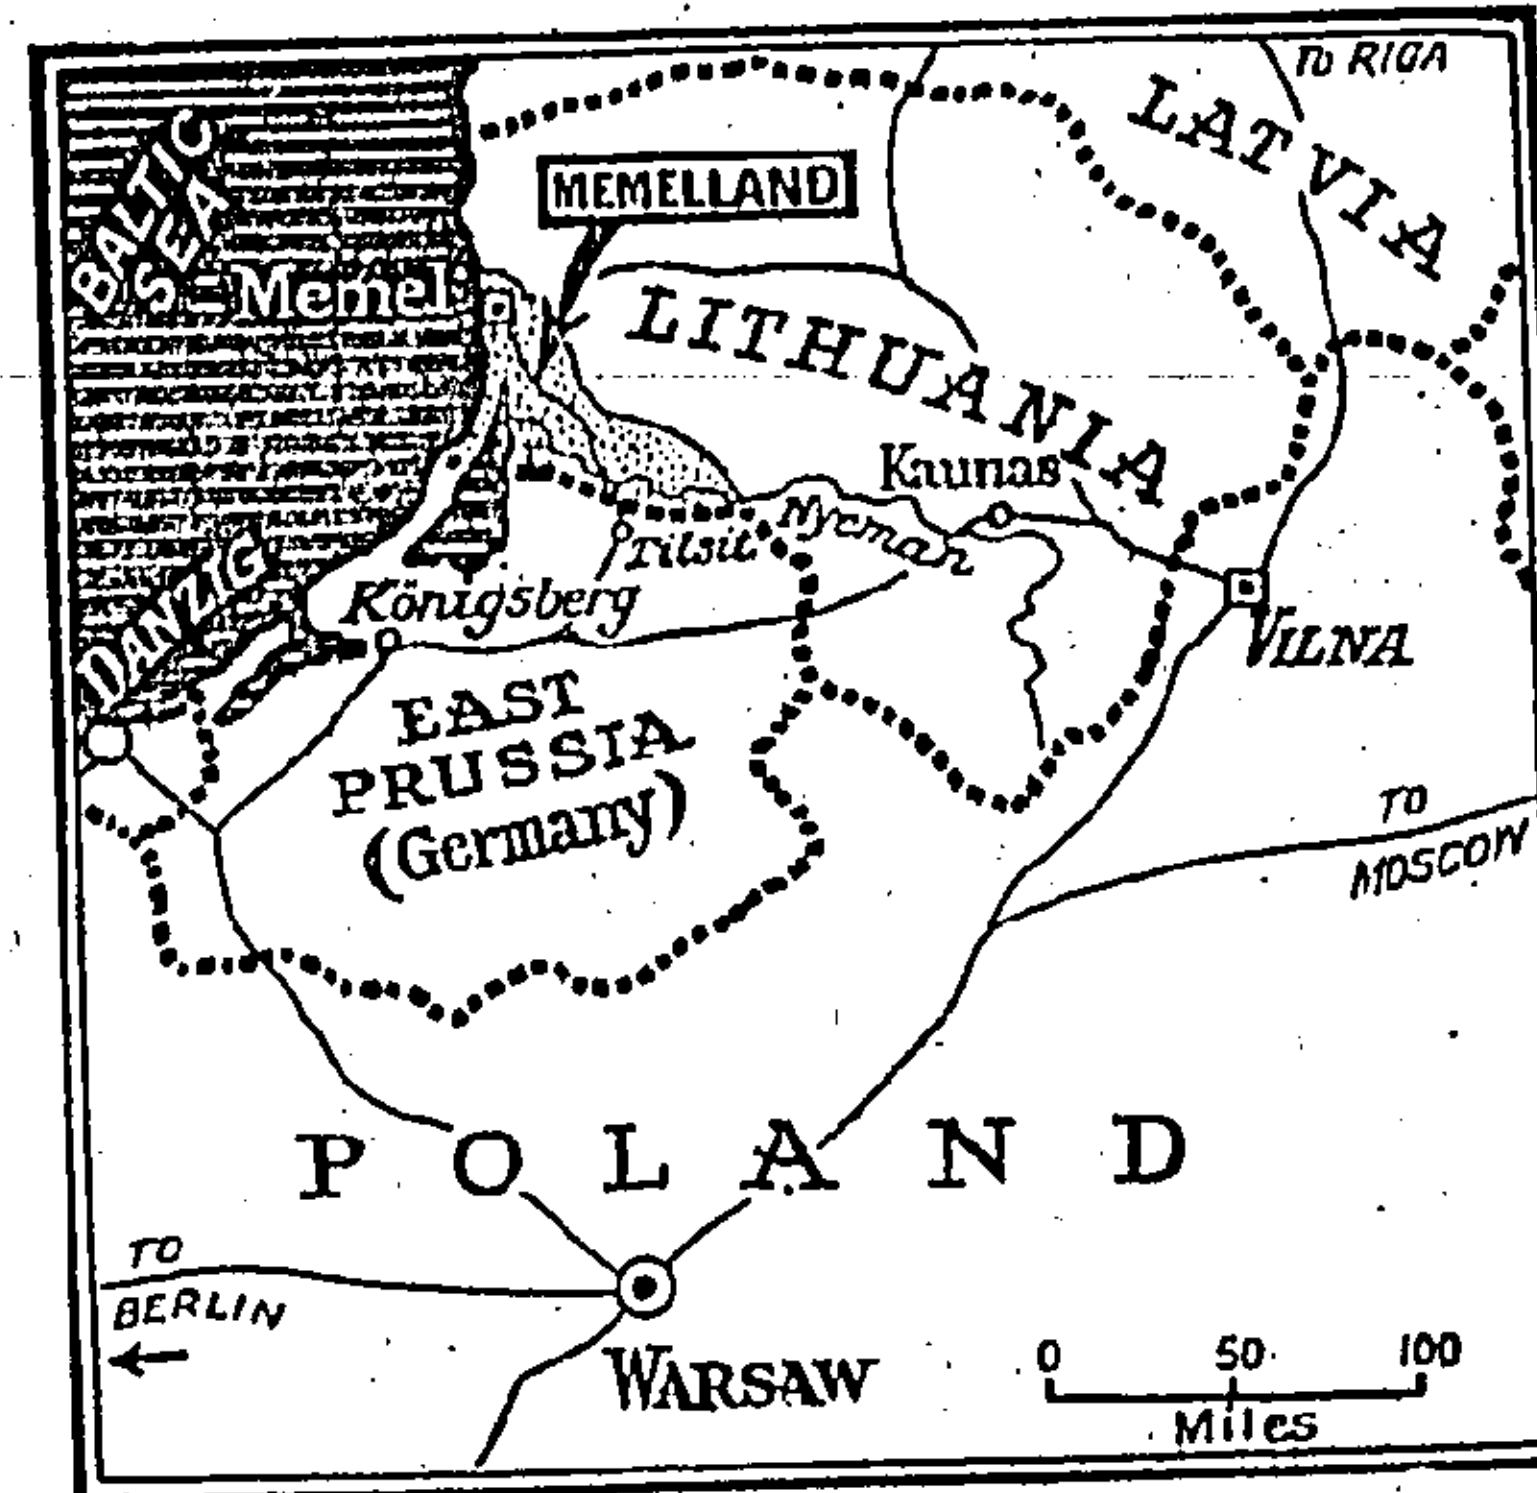 TO RIGA
LATVIA
BALTIC
SEA
MEMELLAND
Memel
LITHUANIA
Kaunas
Nyeman
Tilsit
DANZIG
Königsberg
VILNA
EAST
PRUSSIA
(Germany)
TO
MOSCOW
POLAND
TO
BERLIN
WARSAW
0 50 100
Miles